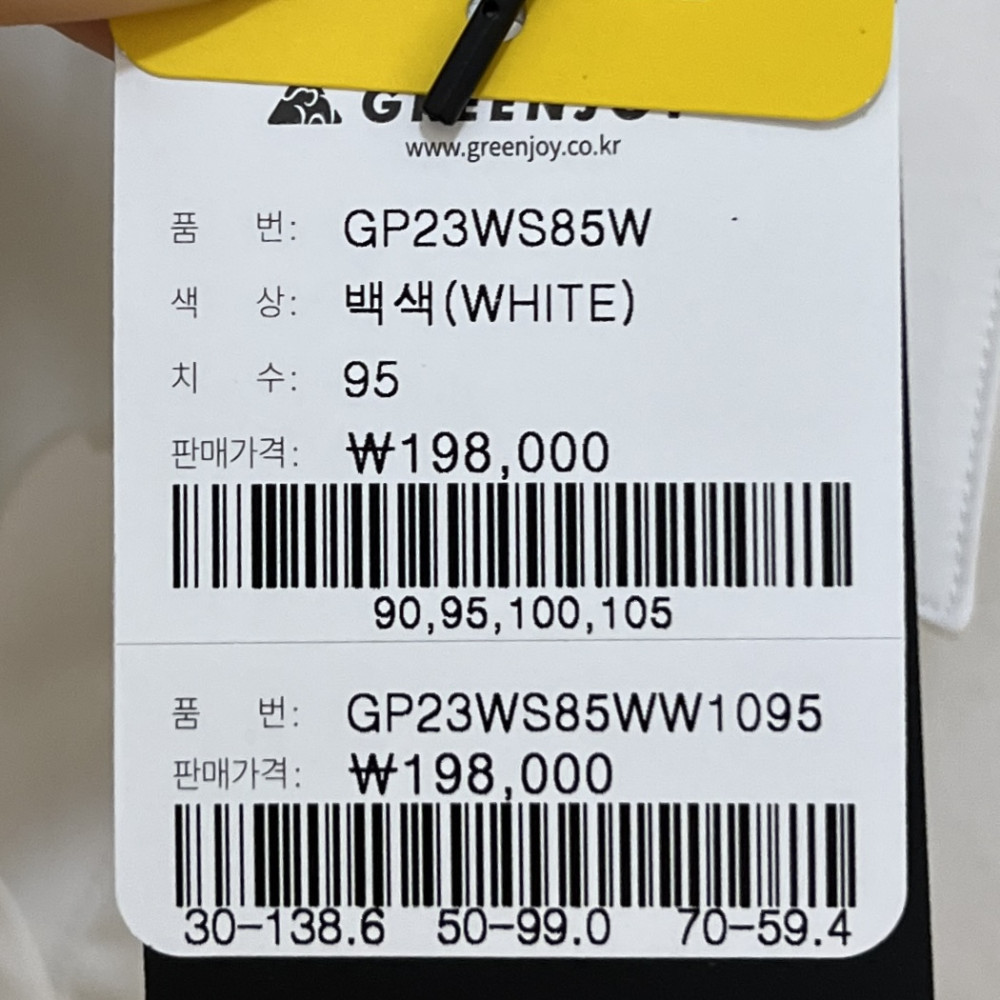 GREENJOY
www.greenjoy.co.kr
품 번: GP23WS85W
색 상: 백색(WHITE)
치 수: 95
판매가격: ₩198,000
90,95,100,105
품 번: GP23WS85WW1095
판매가격: ₩198,000
30-138.6 50-99.0 70-59.4